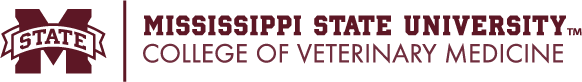 STATE
MISSISSIPPI STATE UNIVERSITY™
COLLEGE OF VETERINARY MEDICINE